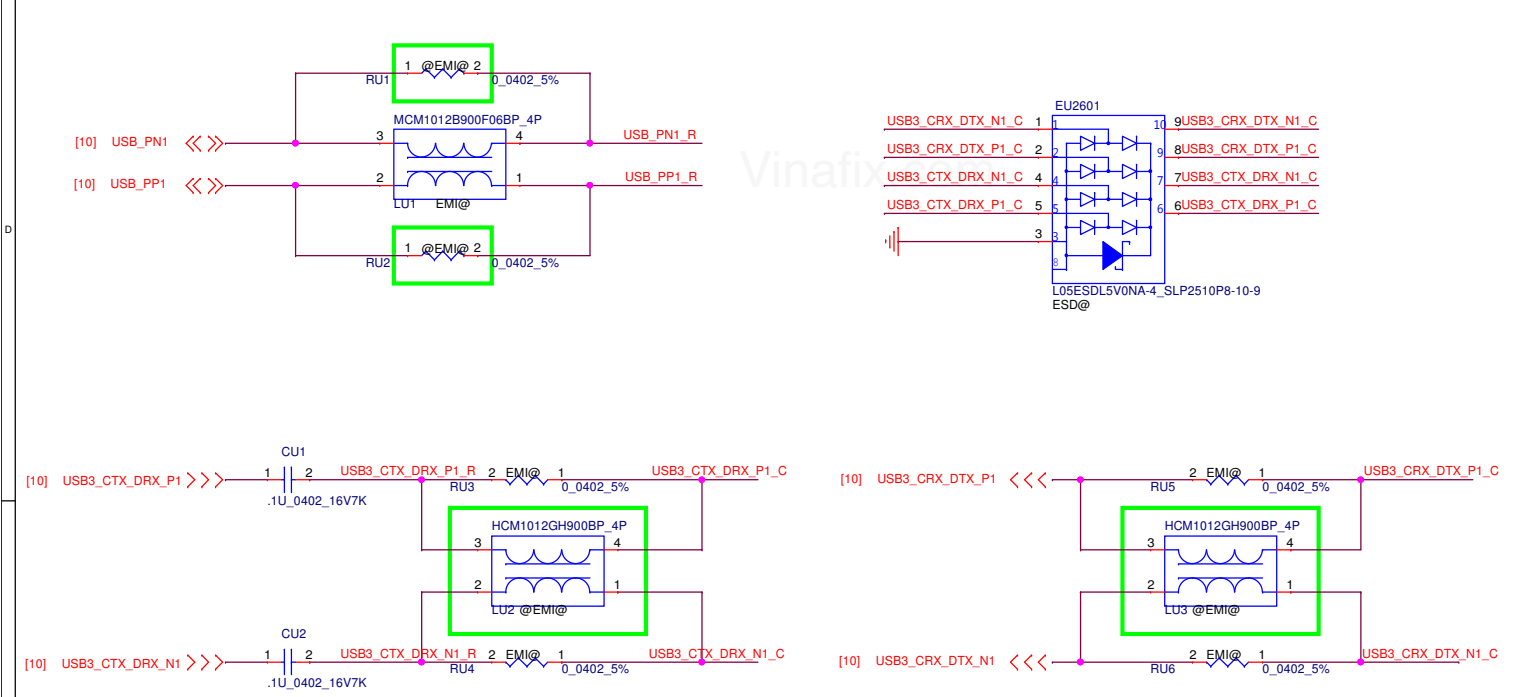 1 @EMI@ 2
RU1 0_0402_5%
MCM1012B900F06BP_4P
[10] USB_PN1 3 4 USB_PN1_R
[10] USB_PP1 2 1 USB_PP1_R
LU1 EMI@
1 @EMI@ 2
RU2 0_0402_5%
D
Vinafix.com
EU2601
USB3_CRX_DTX_N1_C 1 1 10 9 USB3_CRX_DTX_N1_C
USB3_CRX_DTX_P1_C 2 2 9 8 USB3_CRX_DTX_P1_C
USB3_CTX_DRX_N1_C 4 4 7 7 USB3_CTX_DRX_N1_C
USB3_CTX_DRX_P1_C 5 5 6 6 USB3_CTX_DRX_P1_C
3 3
8
L05ESDL5V0NA-4_SLP2510P8-10-9
ESD@
CU1
[10] USB3_CTX_DRX_P1 1 2 USB3_CTX_DRX_P1_R 2 EMI@ 1 USB3_CTX_DRX_P1_C
.1U_0402_16V7K RU3 0_0402_5%
HCM1012GH900BP_4P
3 4
2 1
LU2 @EMI@
CU2
[10] USB3_CTX_DRX_N1 1 2 USB3_CTX_DRX_N1_R 2 EMI@ 1 USB3_CTX_DRX_N1_C
.1U_0402_16V7K RU4 0_0402_5%
[10] USB3_CRX_DTX_P1 2 EMI@ 1 USB3_CRX_DTX_P1_C
RU5 0_0402_5%
HCM1012GH900BP_4P
3 4
2 1
LU3 @EMI@
[10] USB3_CRX_DTX_N1 2 EMI@ 1 USB3_CRX_DTX_N1_C
RU6 0_0402_5%